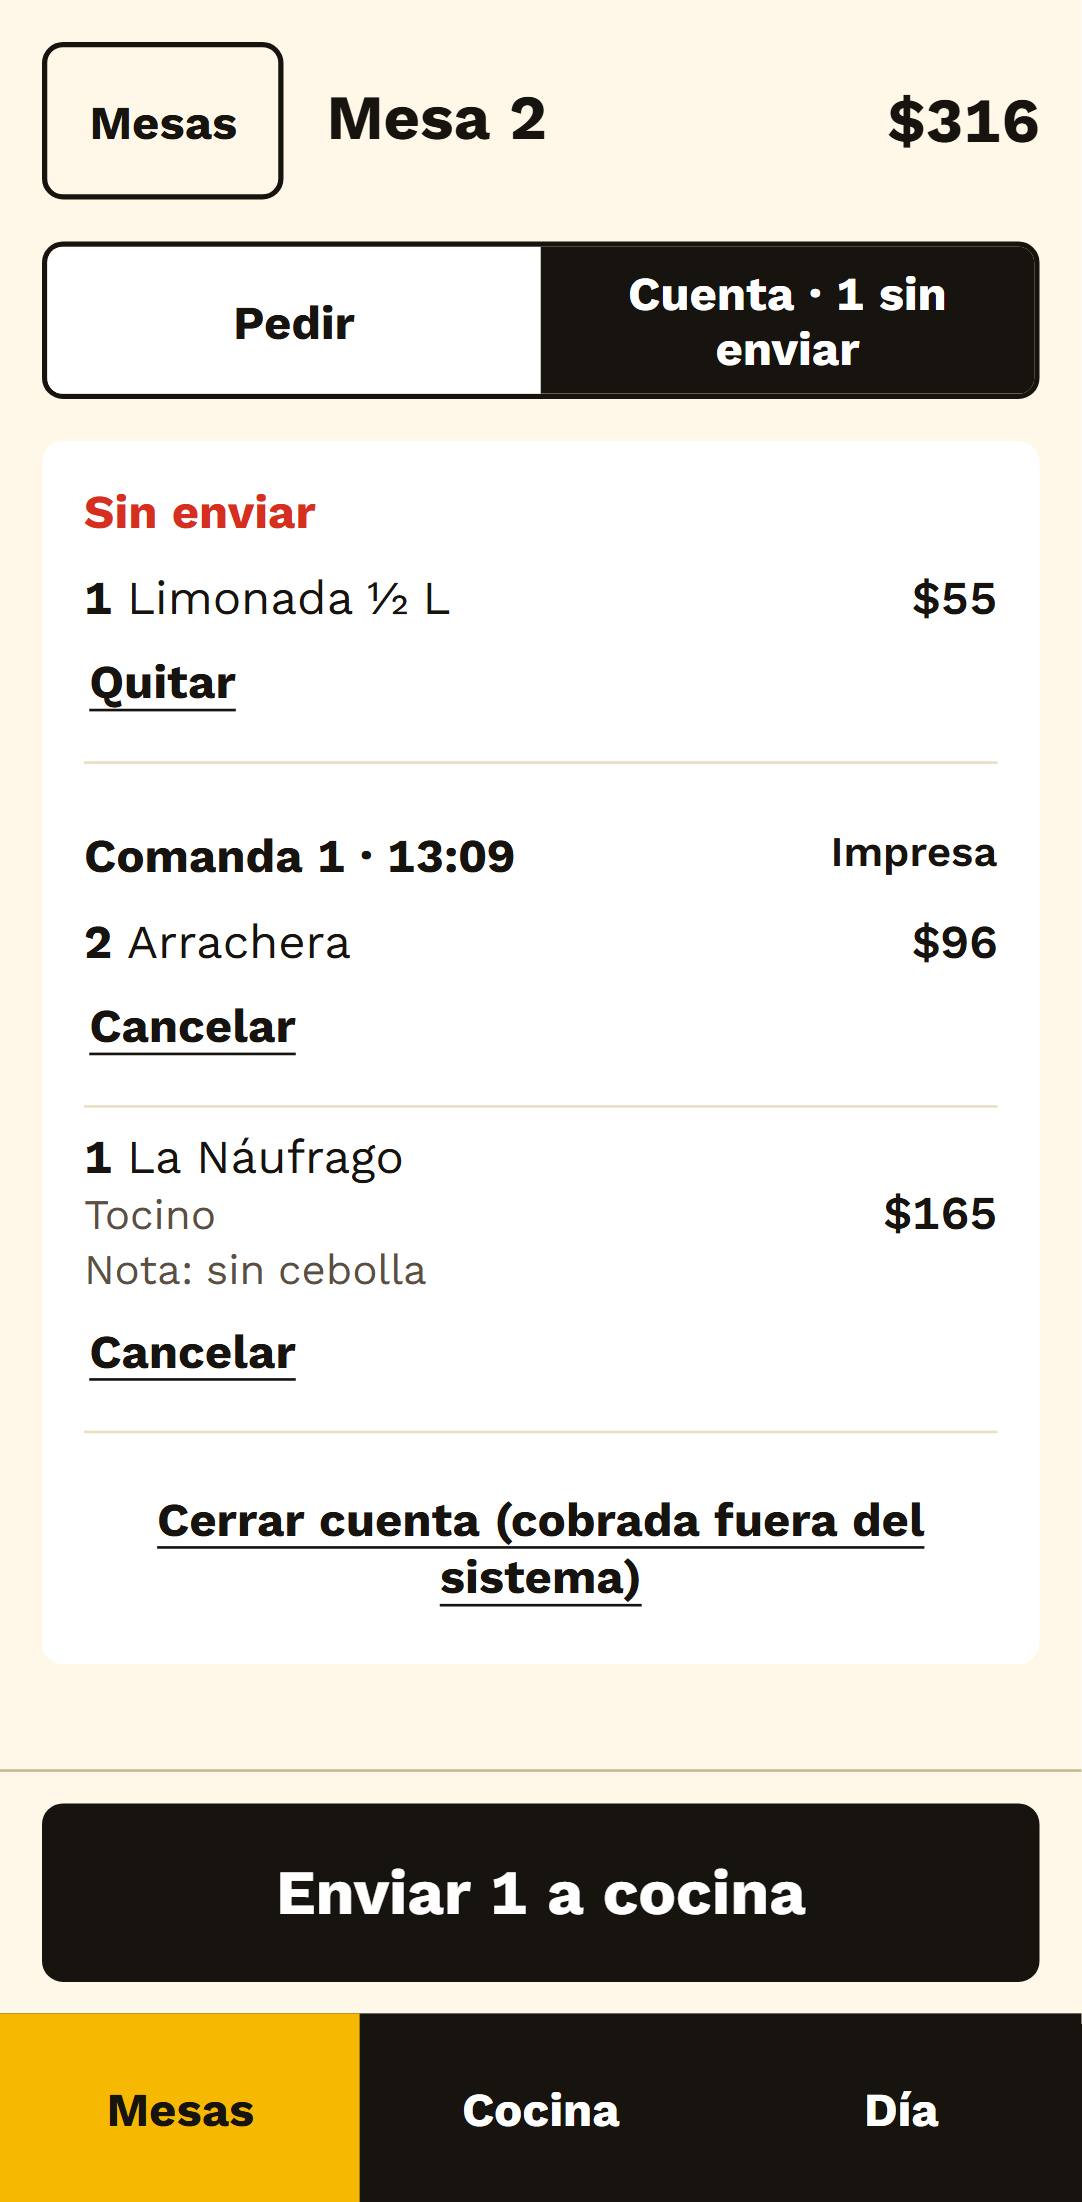 Mesas
Mesa 2
$316
Pedir
Cuenta · 1 sin
enviar
Sin enviar
1 Limonada ½ L
$55
Quitar
Comanda 1 · 13:09
Impresa
2 Arrachera
$96
Cancelar
1 La Náufrago
Tocino
$165
Nota: sin cebolla
Cancelar
Cerrar cuenta (cobrada fuera del
sistema)
Enviar 1 a cocina
Mesas
Cocina
Día